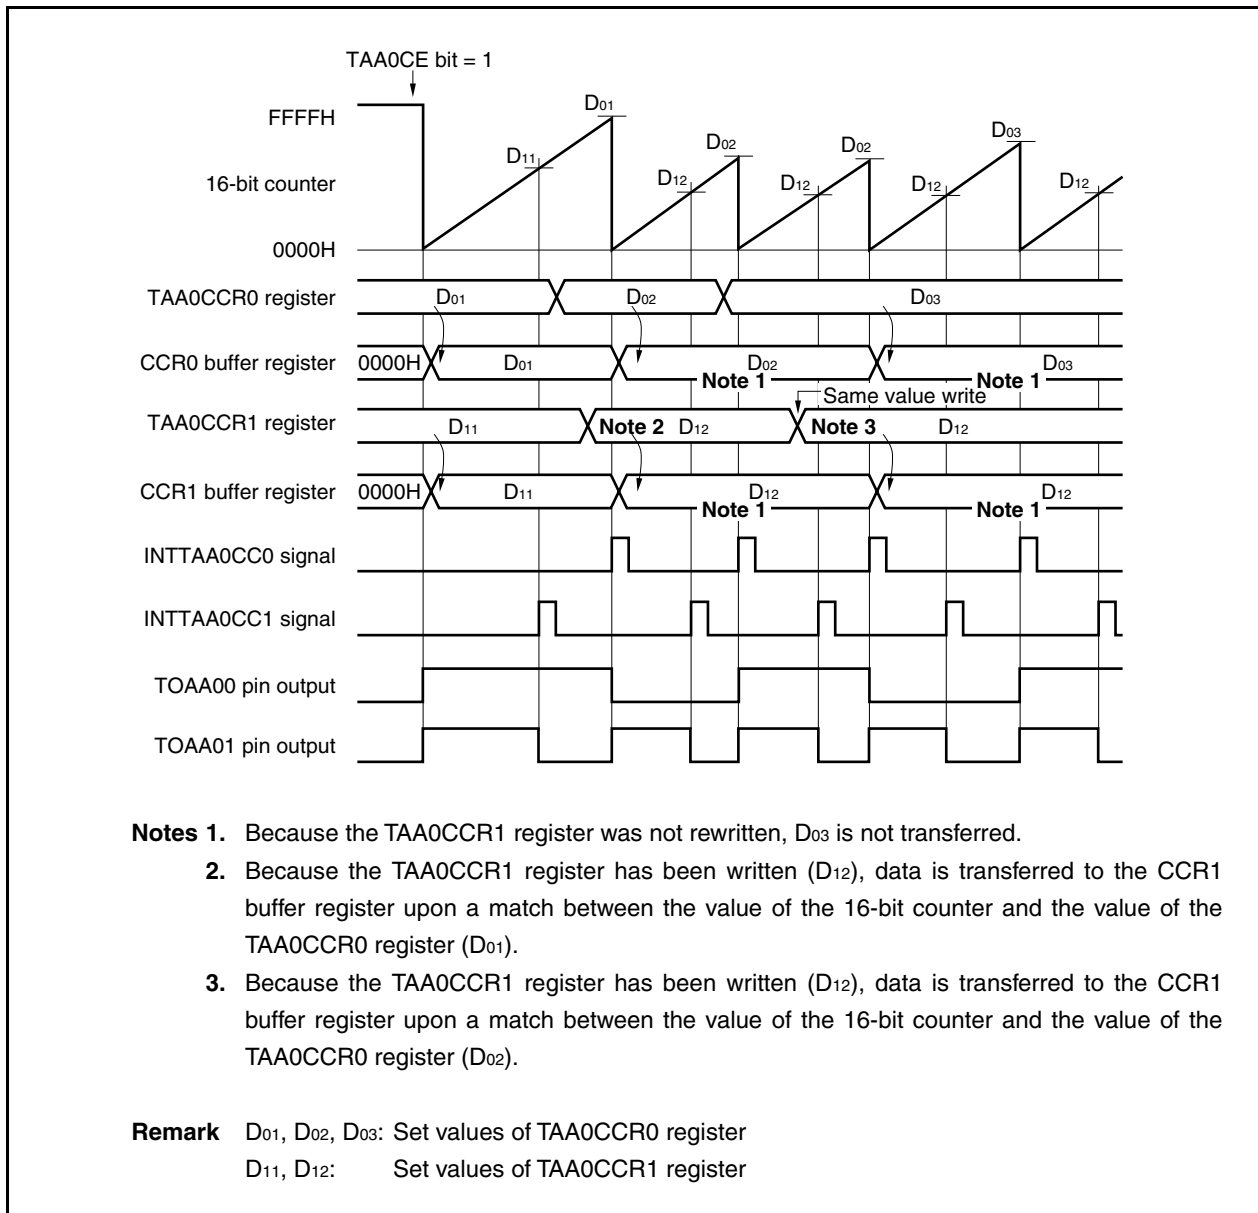 TAA0CE bit = 1
FFFFH
16-bit counter
0000H
D01
D11
D02
D12
D02
D12
D03
D12
D12
TAA0CCR0 register
D01
D02
D03
CCR0 buffer register
0000H
D01
D02
Note 1
D03
Note 1
Same value write
TAA0CCR1 register
D11
Note 2 D12
Note 3 D12
CCR1 buffer register
0000H
D11
D12
Note 1
D12
Note 1
INTTAA0CC0 signal
INTTAA0CC1 signal
TOAA00 pin output
TOAA01 pin output
Notes 1. Because the TAA0CCR1 register was not rewritten, D03 is not transferred.
2. Because the TAA0CCR1 register has been written (D12), data is transferred to the CCR1
buffer register upon a match between the value of the 16-bit counter and the value of the
TAA0CCR0 register (D01).
3. Because the TAA0CCR1 register has been written (D12), data is transferred to the CCR1
buffer register upon a match between the value of the 16-bit counter and the value of the
TAA0CCR0 register (D02).
Remark D01, D02, D03: Set values of TAA0CCR0 register
D11, D12: Set values of TAA0CCR1 register